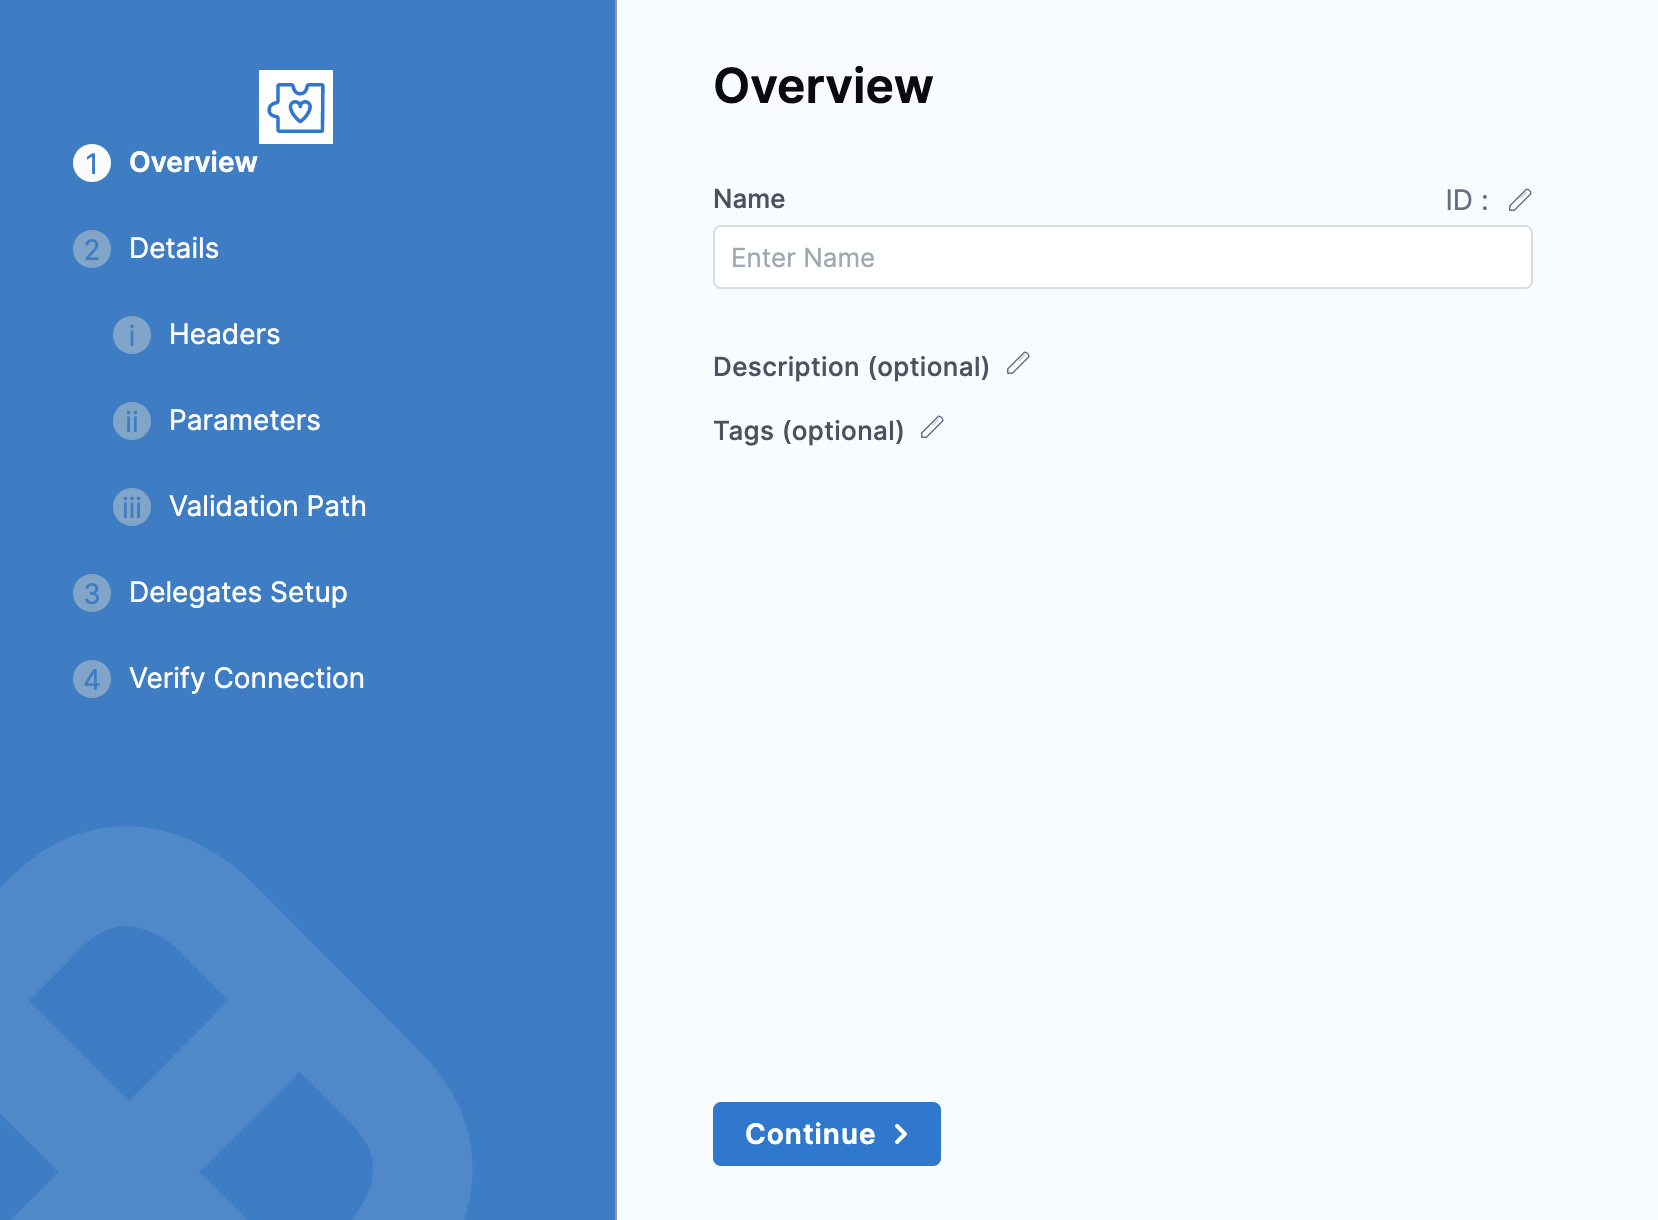 1 Overview
2 Details
i Headers
ii Parameters
iii Validation Path
3 Delegates Setup
4 Verify Connection
Overview
Name
ID :
Enter Name
Description (optional)
Tags (optional)
Continue